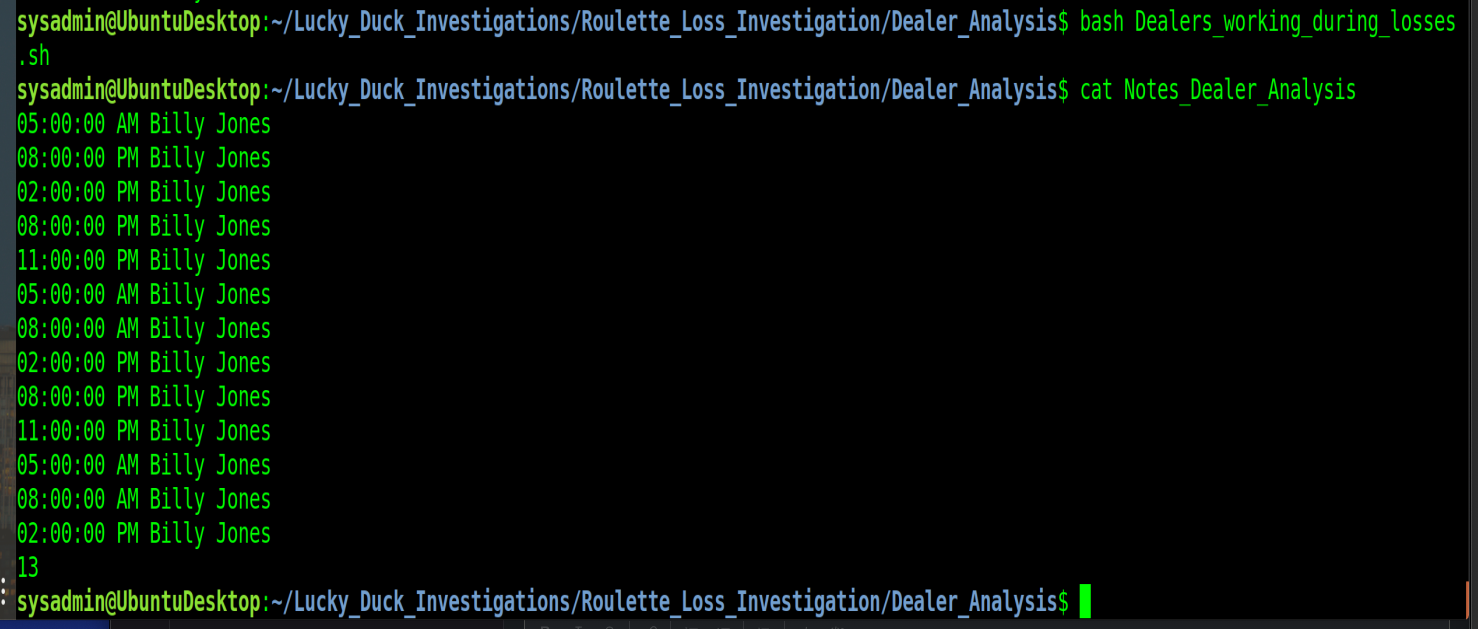 sysadmin@UbuntuDesktop:~/Lucky_Duck_Investigations/Roulette_Loss_Investigation/Dealer_Analysis$ bash Dealers_working_during_losses
.sh
sysadmin@UbuntuDesktop:~/Lucky_Duck_Investigations/Roulette_Loss_Investigation/Dealer_Analysis$ cat Notes_Dealer_Analysis
05:00:00 AM Billy Jones
08:00:00 PM Billy Jones
02:00:00 PM Billy Jones
08:00:00 PM Billy Jones
11:00:00 PM Billy Jones
05:00:00 AM Billy Jones
08:00:00 AM Billy Jones
02:00:00 PM Billy Jones
08:00:00 PM Billy Jones
11:00:00 PM Billy Jones
05:00:00 AM Billy Jones
08:00:00 AM Billy Jones
02:00:00 PM Billy Jones
13
sysadmin@UbuntuDesktop:~/Lucky_Duck_Investigations/Roulette_Loss_Investigation/Dealer_Analysis$